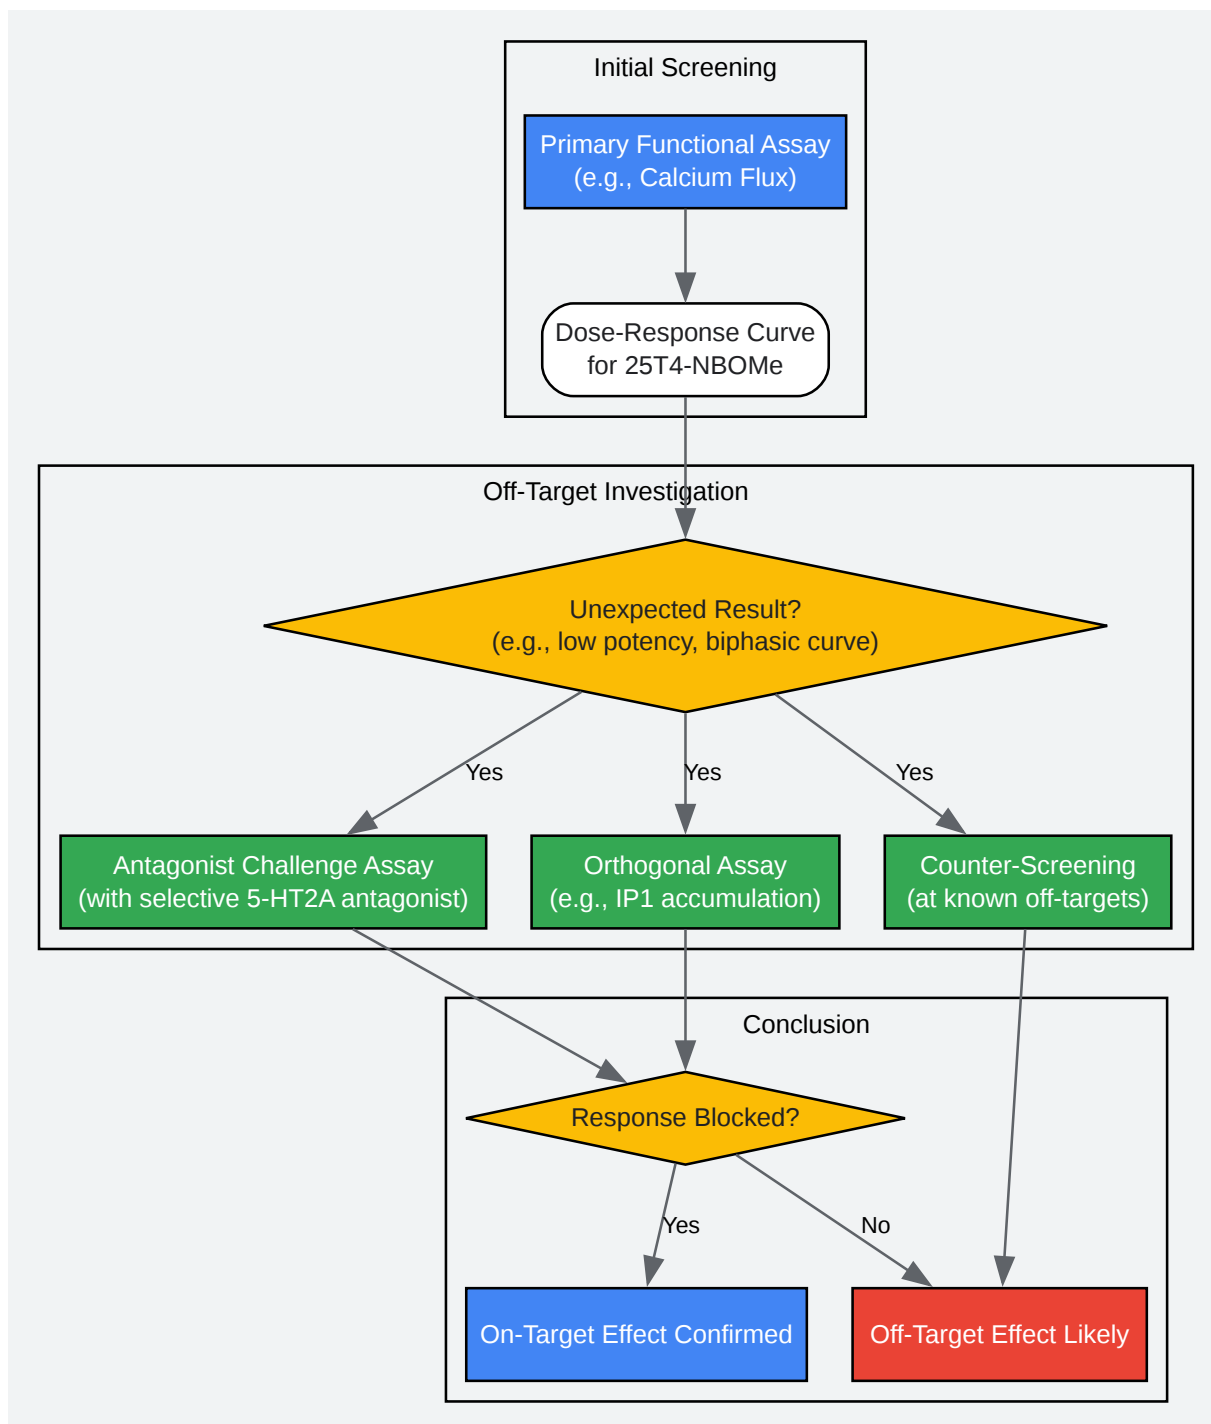 Initial Screening
Primary Functional Assay
(e.g., Calcium Flux)
Dose-Response Curve
for 25T4-NBOMe
Off-Target Investigation
Unexpected Result?
(e.g., low potency, biphasic curve)
Yes
Yes
Yes
Antagonist Challenge Assay
(with selective 5-HT2A antagonist)
Orthogonal Assay
(e.g., IP1 accumulation)
Counter-Screening
(at known off-targets)
Conclusion
Response Blocked?
Yes
No
On-Target Effect Confirmed
Off-Target Effect Likely